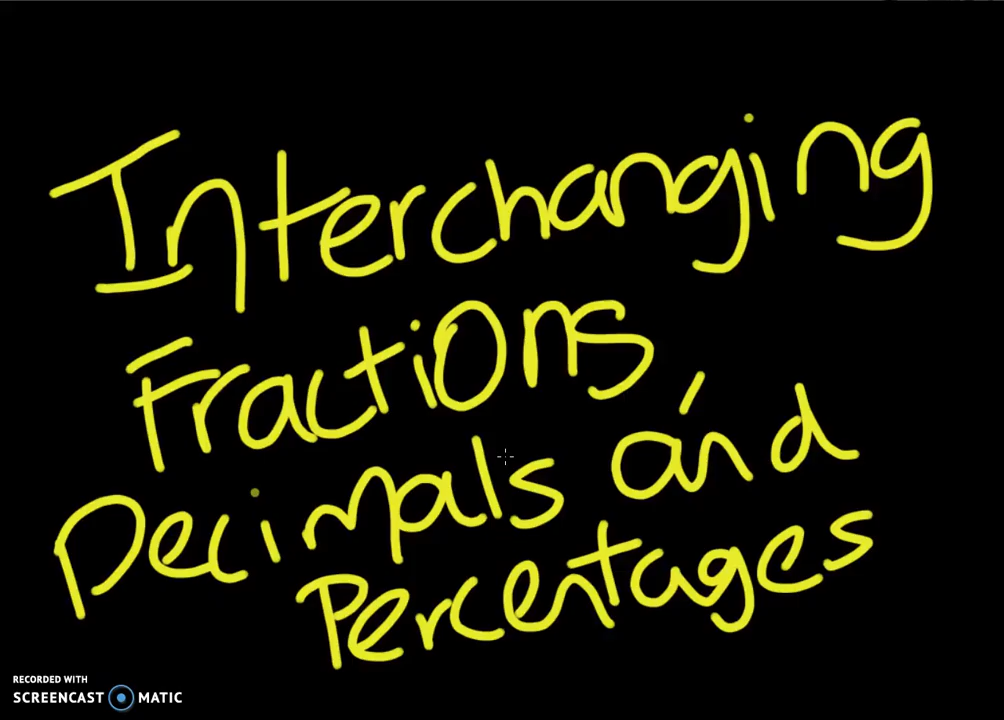 Interchanging
Fractions,
Decimals and
Percentages
RECORDED WITH
SCREENCAST MATIC